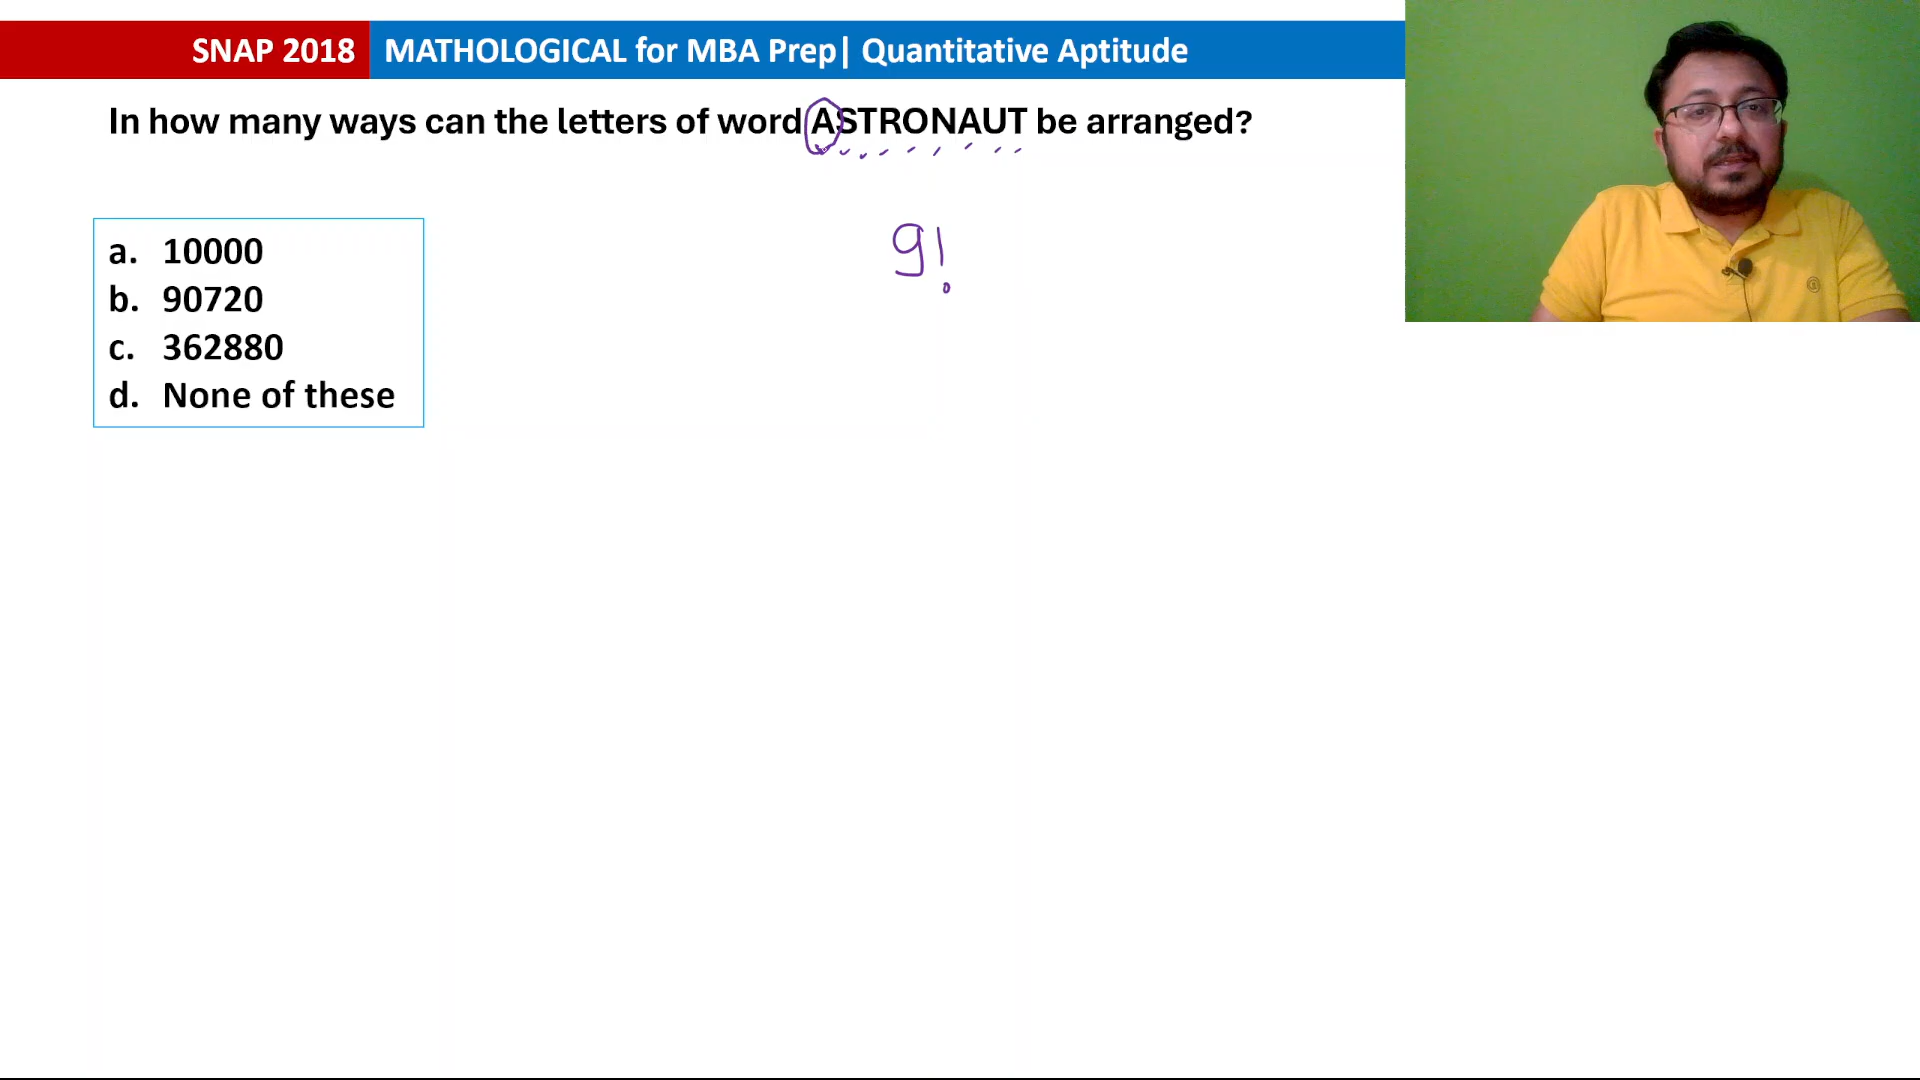 SNAP 2018 MATHOLOGICAL for MBA Prep| Quantitative Aptitude
In how many ways can the letters of word ASTRONAUT be arranged?
9!
a. 10000
b. 90720
c. 362880
d. None of these